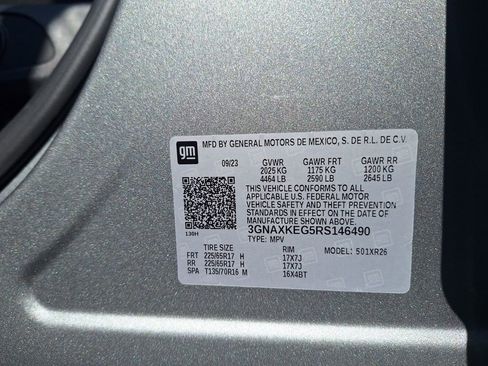 gm MFD BY GENERAL MOTORS DE MEXICO, S. DE R.L. DE C.V.
09/23 GVWR GAWR FRT GAWR RR
2025 KG 1175 KG 1200 KG
4464 LB 2590 LB 2645 LB
THIS VEHICLE CONFORMS TO ALL
APPLICABLE U.S. FEDERAL MOTOR
VEHICLE SAFETY AND THEFT
PREVENTION STANDARDS IN EFFECT ON
THE DATE OF MANUFACTURE SHOWN ABOVE.
3GNAXKEG5RS146490
130H TYPE: MPV
TIRE SIZE RIM MODEL: 501XR26
FRT 225/65R17 H 17X7J
RR 225/65R17 H 17X7J
SPA T135/70R16 M 16X4BT